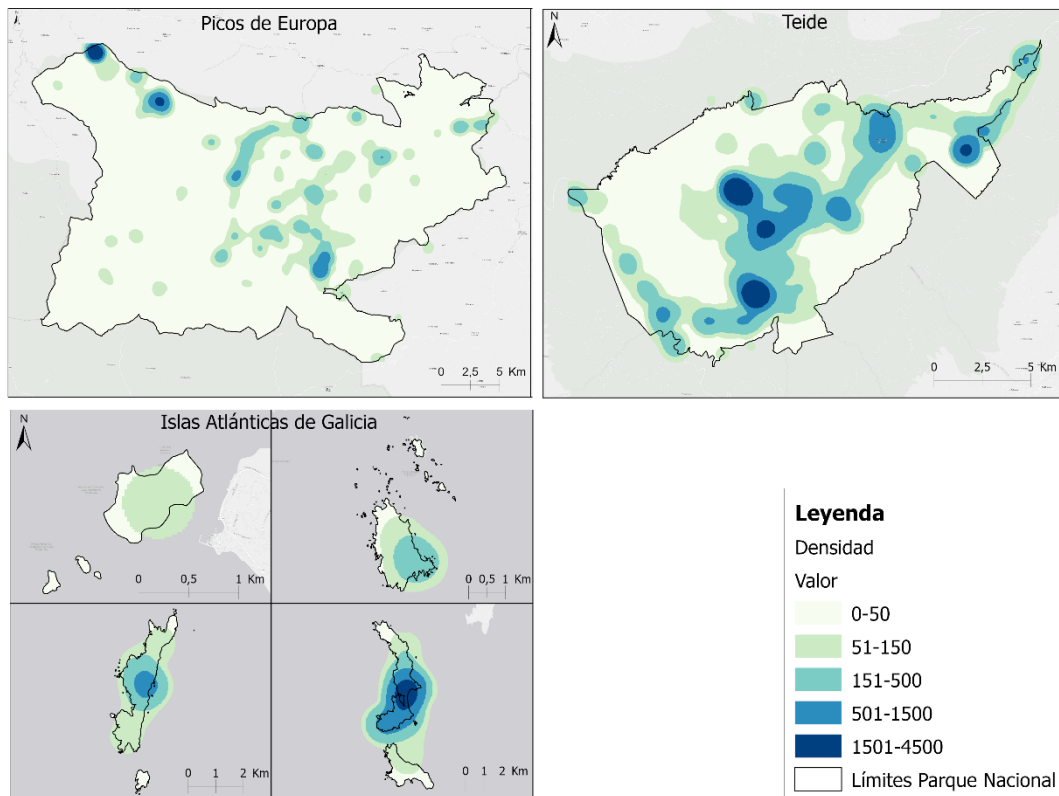 Picos de Europa
N
0 2,5 5 Km
Teide
N
0 2,5 5 Km
Islas Atlánticas de Galicia
N
0 0,5 1 Km
0 0,5 1 Km
0 1 2 Km
0 1 2 Km
Leyenda
Densidad
Valor
0-50
51-150
151-500
501-1500
1501-4500
Límites Parque Nacional